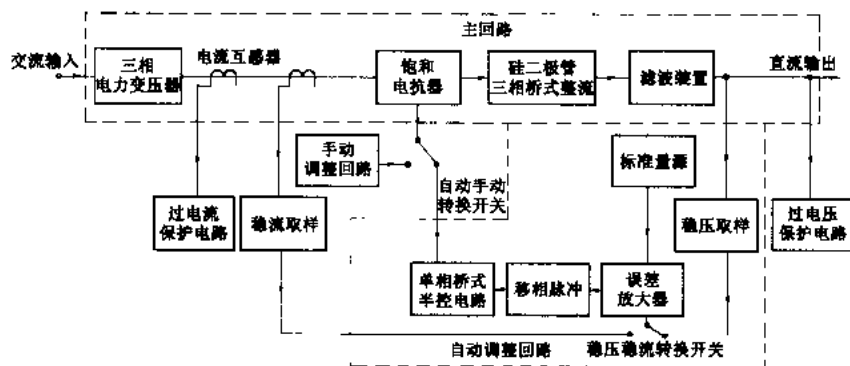 主回路
交流输入
三相
电力变压器
电流互感器
饱和
电抗器
硅二极管
三相桥式整流
滤波装置
直流输出
手动
调整回路
自动手动
转换开关
标准量源
过电流
保护电路
稳流取样
稳压取样
过电压
保护电路
单相桥式
半控电路
移相脉冲
误差
放大器
自动调整回路
稳压稳流转换开关